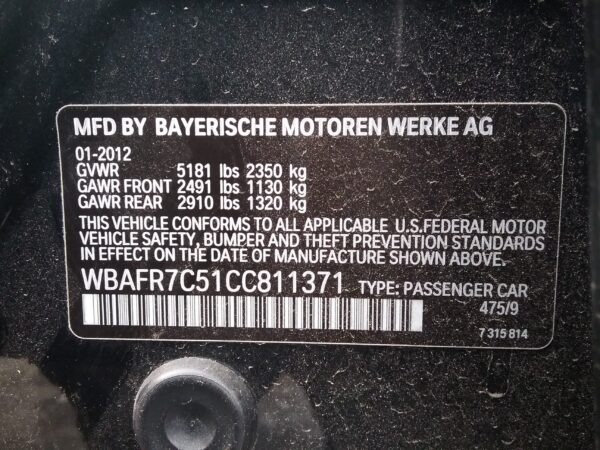 MFD BY BAYERISCHE MOTOREN WERKE AG
01-2012
GVWR 5181 lbs 2350 kg
GAWR FRONT 2491 lbs 1130 kg
GAWR REAR 2910 lbs 1320 kg
THIS VEHICLE CONFORMS TO ALL APPLICABLE U.S.FEDERAL MOTOR
VEHICLE SAFETY, BUMPER AND THEFT PREVENTION STANDARDS
IN EFFECT ON THE DATE OF MANUFACTURE SHOWN ABOVE.
WBAFR7C51CC811371 TYPE: PASSENGER CAR
475/9
7 315 814